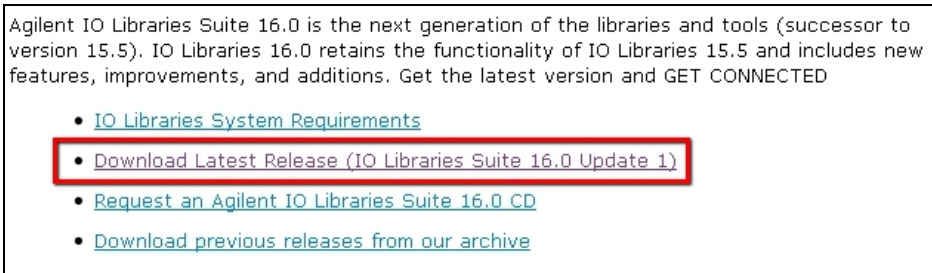 Agilent IO Libraries Suite 16.0 is the next generation of the libraries and tools (successor to
version 15.5). IO Libraries 16.0 retains the functionality of IO Libraries 15.5 and includes new
features, improvements, and additions. Get the latest version and GET CONNECTED
• IO Libraries System Requirements
• Download Latest Release (IO Libraries Suite 16.0 Update 1)
• Request an Agilent IO Libraries Suite 16.0 CD
• Download previous releases from our archive